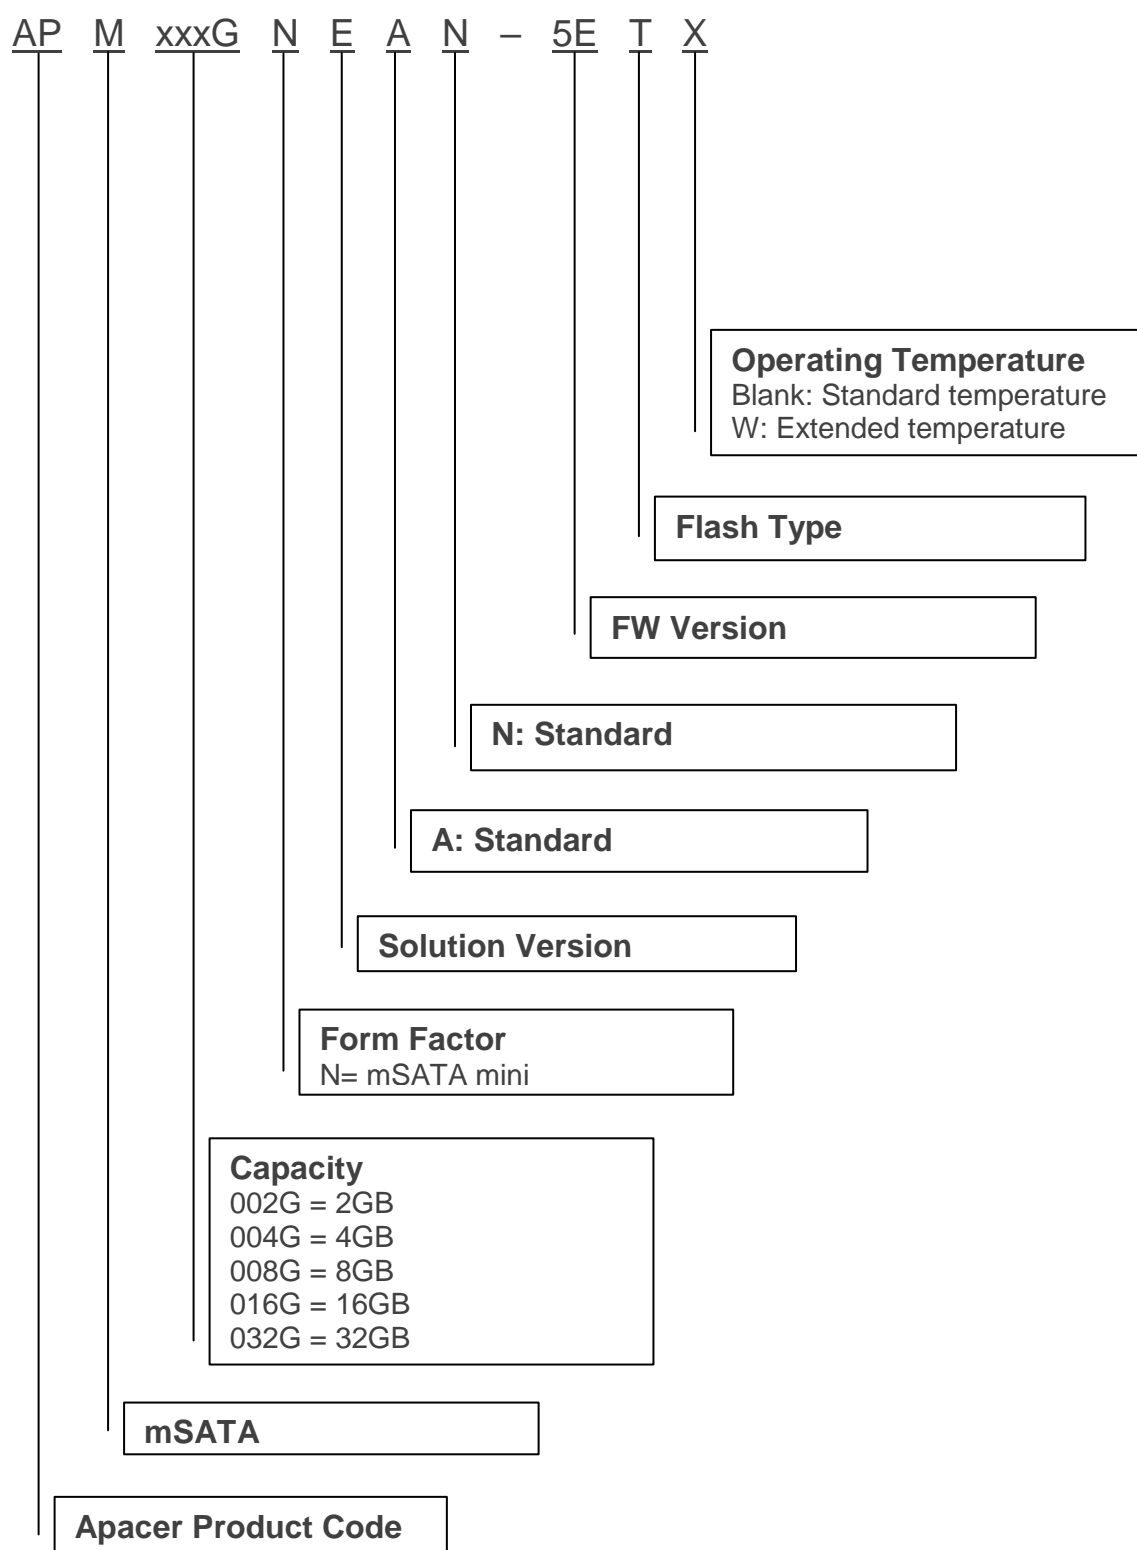 AP M xxxG N E A N – 5E T X
Operating Temperature
Blank: Standard temperature
W: Extended temperature
Flash Type
FW Version
N: Standard
A: Standard
Solution Version
Form Factor
N= mSATA mini
Capacity
002G = 2GB
004G = 4GB
008G = 8GB
016G = 16GB
032G = 32GB
mSATA
Apacer Product Code